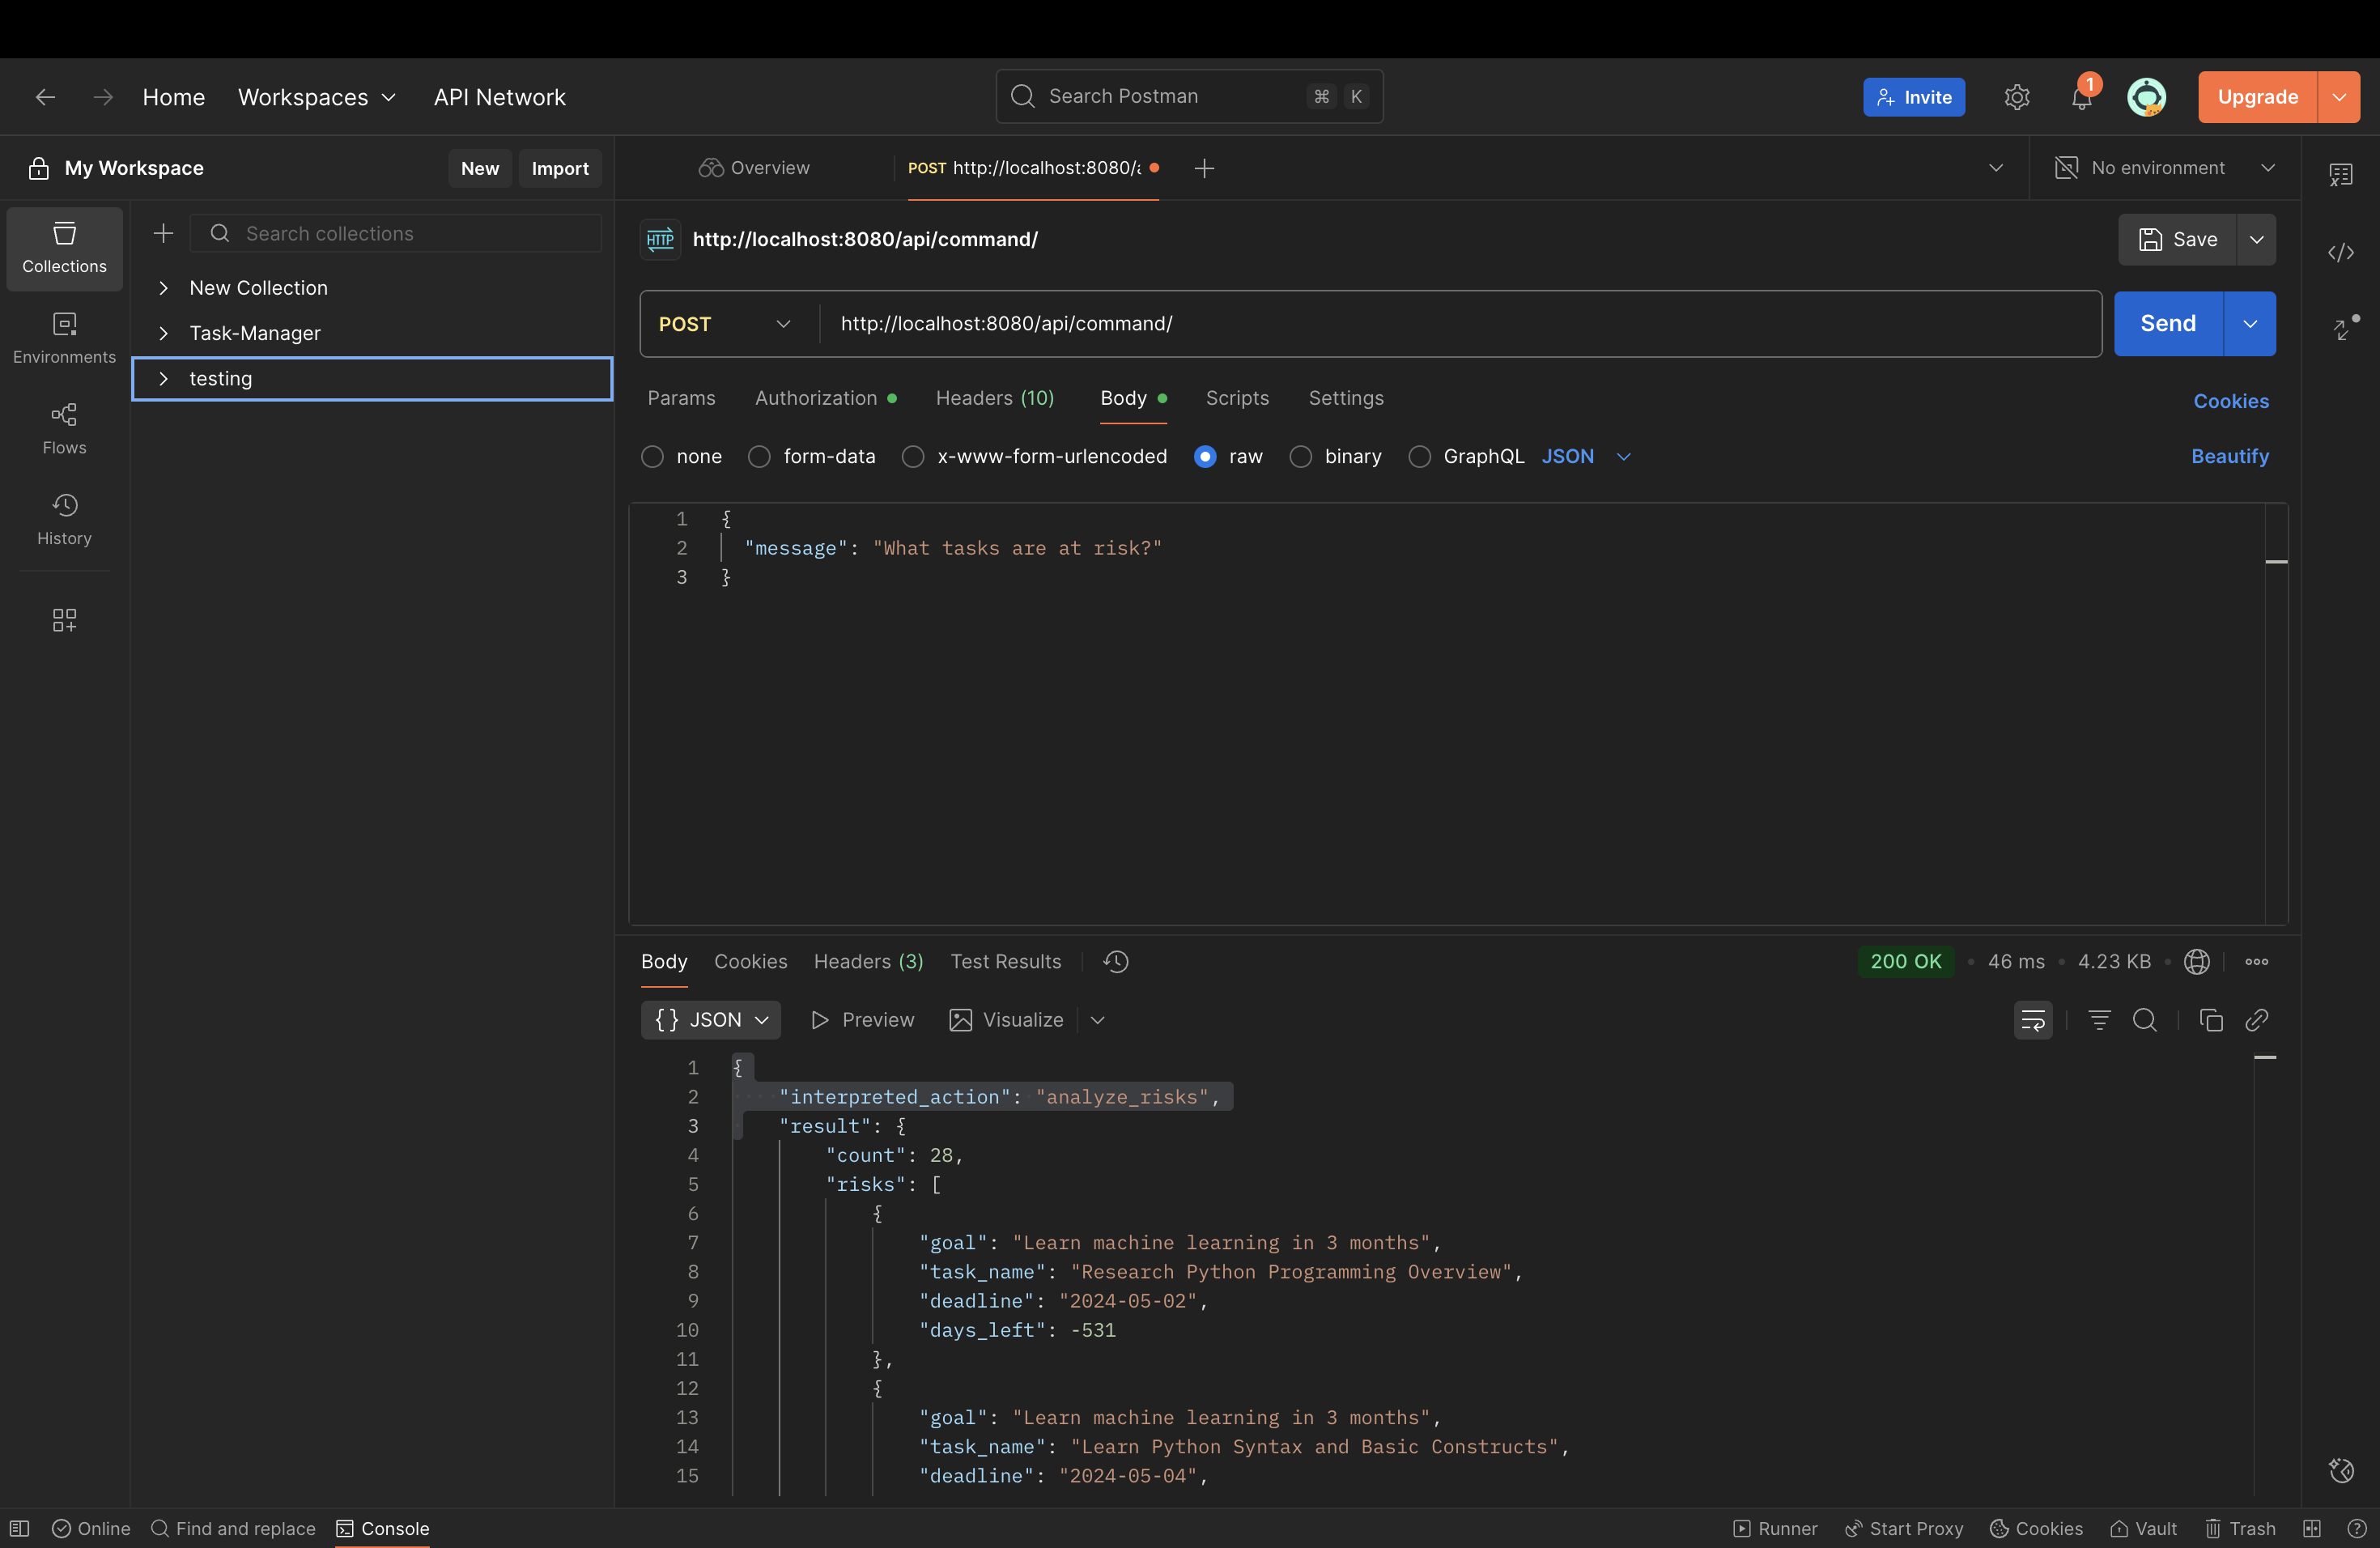 Home Workspaces API Network Search Postman ⌘ K Invite 1 Upgrade
My Workspace New Import Overview POST http://localhost:8080/a No environment
Search collections
Collections
New Collection
Task-Manager
testing
Environments
Flows
History
HTTP http://localhost:8080/api/command/ Save
POST http://localhost:8080/api/command/ Send
Params Authorization Headers (10) Body Scripts Settings Cookies
none form-data x-www-form-urlencoded raw binary GraphQL JSON Beautify
1 {
2 "message": "What tasks are at risk?"
3 }
Body Cookies Headers (3) Test Results 200 OK 46 ms 4.23 KB
{} JSON Preview Visualize
1 {
2 "interpreted_action": "analyze_risks",
3 "result": {
4 "count": 28,
5 "risks": [
6 {
7 "goal": "Learn machine learning in 3 months",
8 "task_name": "Research Python Programming Overview",
9 "deadline": "2024-05-02",
10 "days_left": -531
11 },
12 {
13 "goal": "Learn machine learning in 3 months",
14 "task_name": "Learn Python Syntax and Basic Constructs",
15 "deadline": "2024-05-04",
Online Find and replace Console Runner Start Proxy Cookies Vault Trash